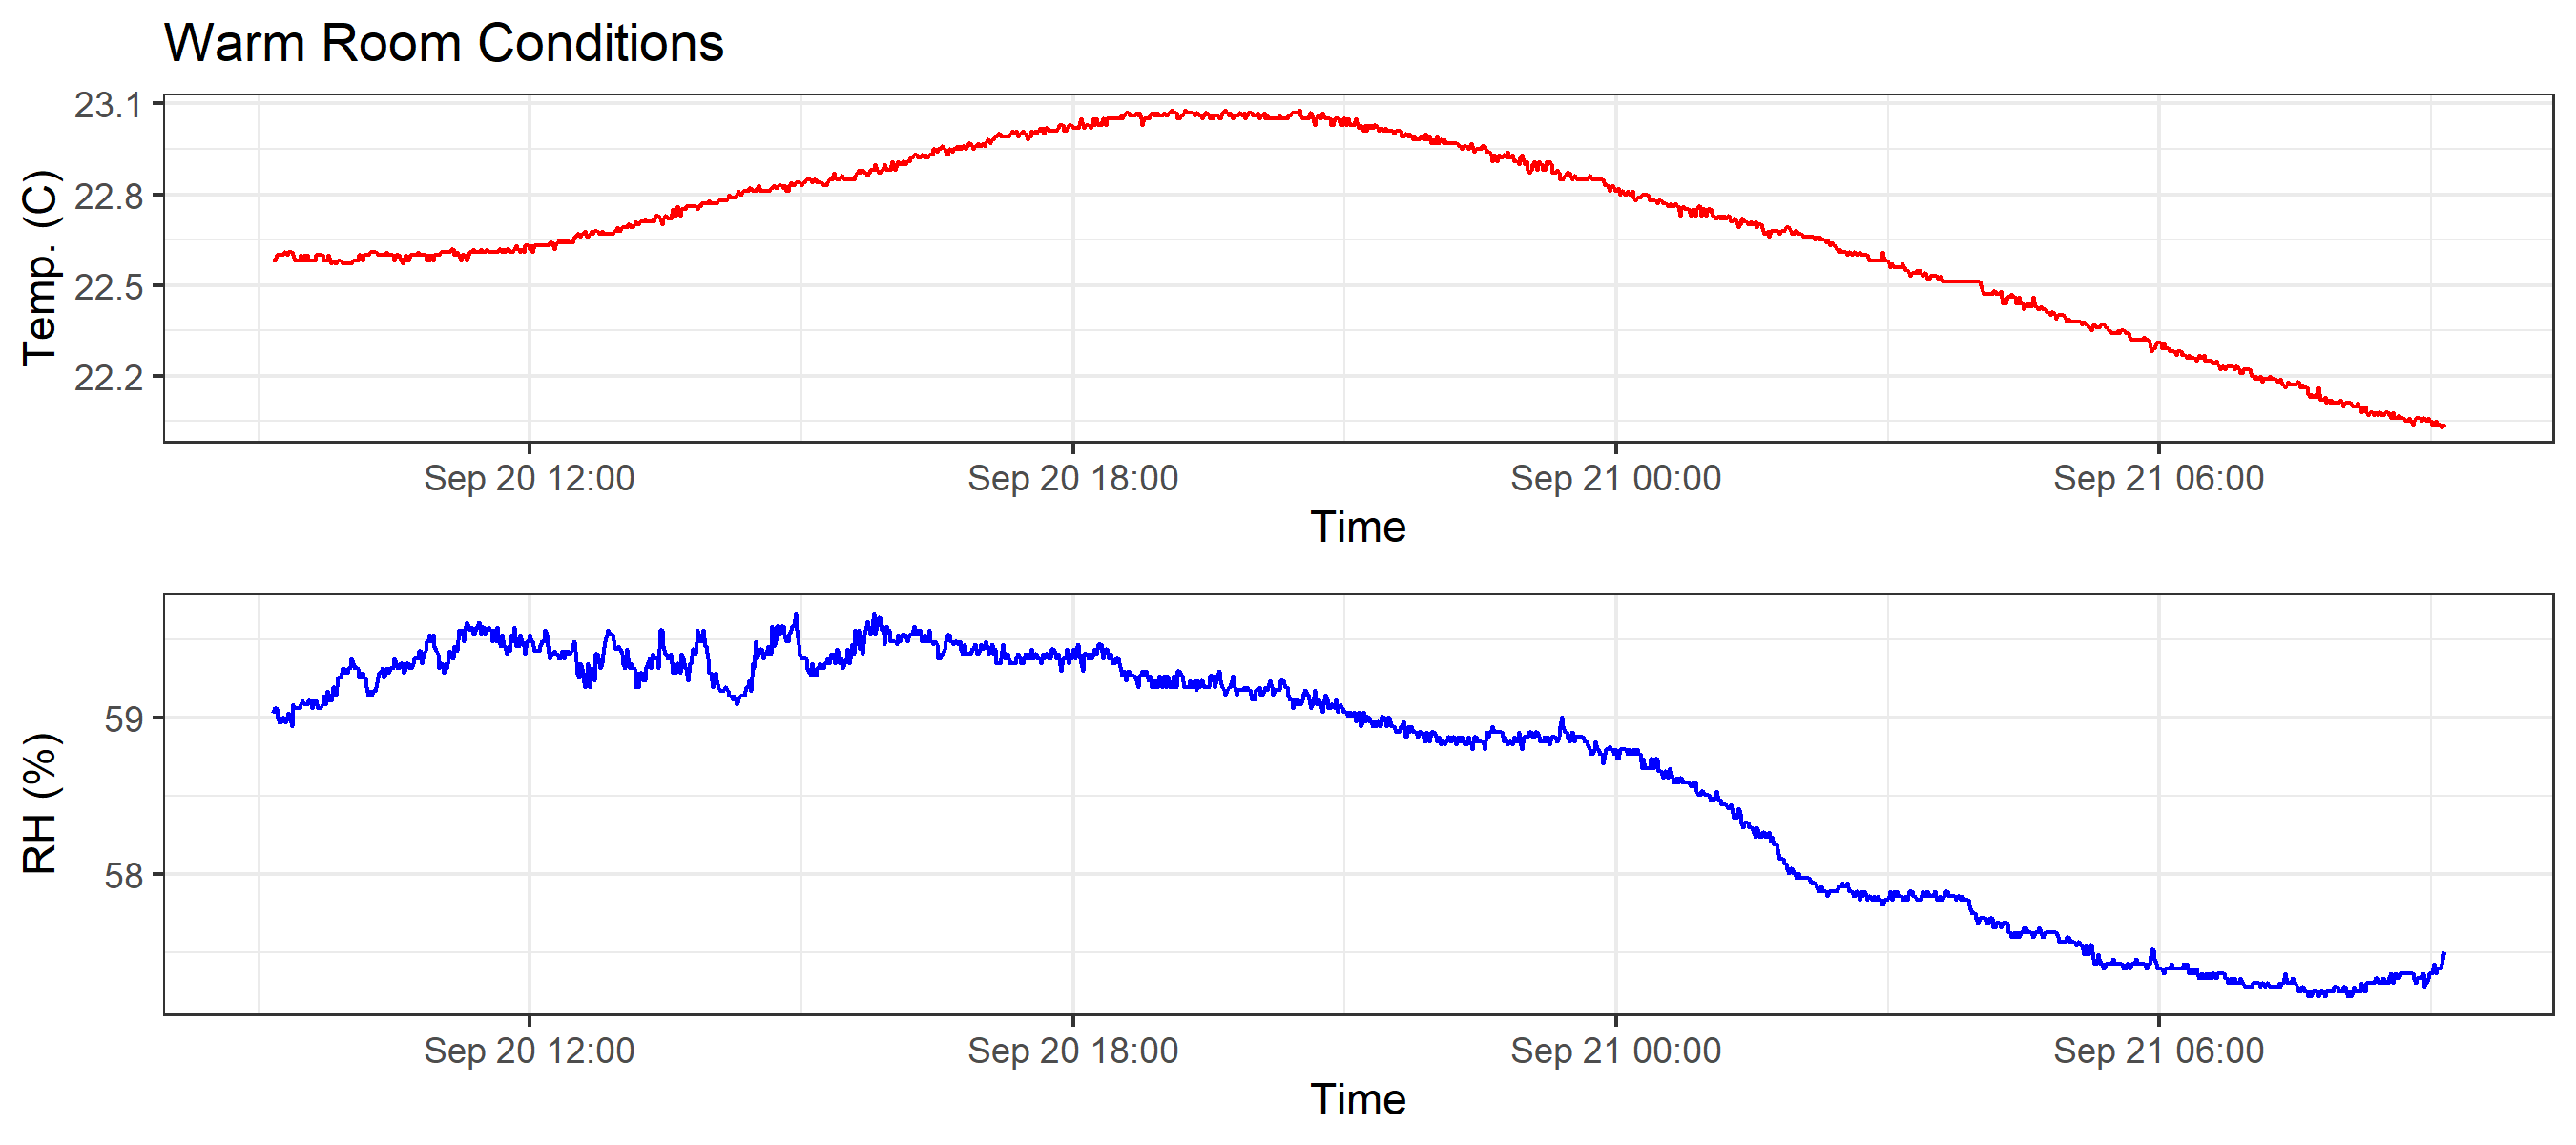 Warm Room Conditions
Temp. (C)
23.1
22.8
22.5
22.2
Sep 20 12:00 Sep 20 18:00 Sep 21 00:00 Sep 21 06:00
Time
RH (%)
59
58
Sep 20 12:00 Sep 20 18:00 Sep 21 00:00 Sep 21 06:00
Time